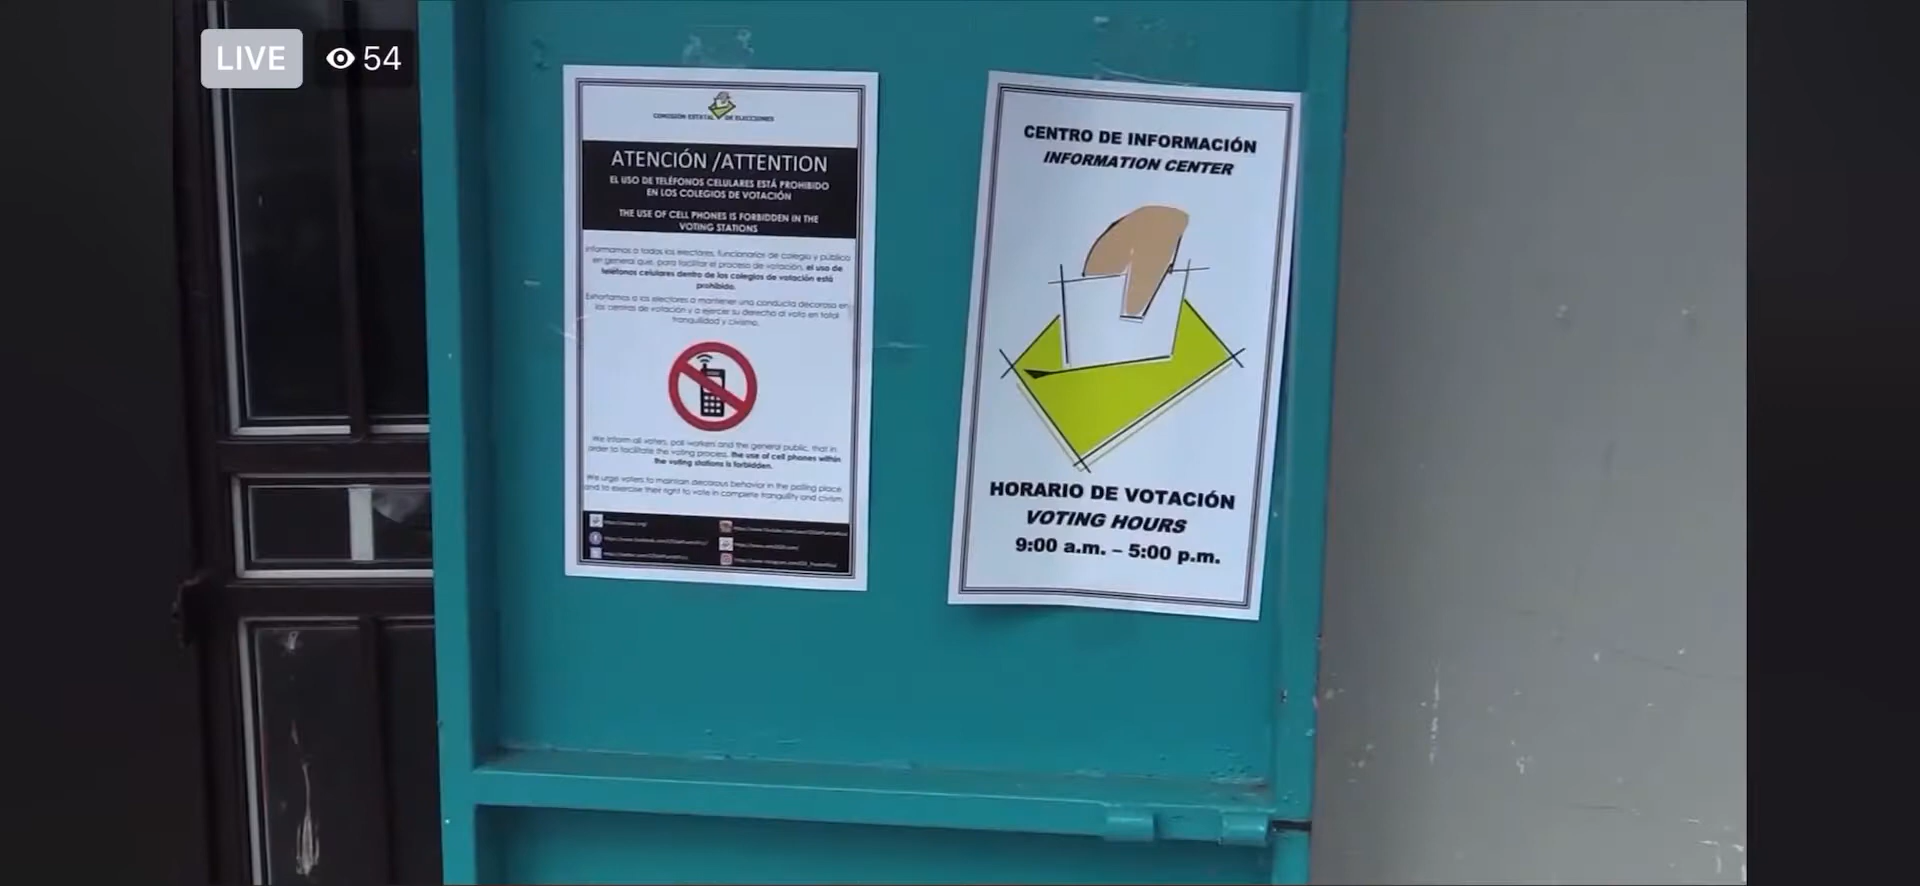 LIVE
54
COMISIÓN ESTATAL DE ELECCIONES
ATENCIÓN /ATTENTION
EL USO DE TELÉFONOS CELULARES ESTÁ PROHIBIDO
EN LOS COLEGIOS DE VOTACIÓN
THE USE OF CELL PHONES IS FORBIDDEN IN THE
VOTING STATIONS
Informamos a todos los electores, funcionarios de colegio y público
en general que, para facilitar el proceso de votación, el uso de
teléfonos celulares dentro de los colegios de votación está
prohibido.
Exhortamos a los electores a mantener una conducta decorosa en
los centros de votación y a ejercer su derecho al voto en total
tranquilidad y civismo.
We inform all voters, poll workers and the general public, that in
order to facilitate the voting process, the use of cell phones within
the voting stations is forbidden.
We urge voters to maintain decorous behavior in the polling place
and to exercise their right to vote in complete tranquility and civism
CENTRO DE INFORMACIÓN
INFORMATION CENTER
HORARIO DE VOTACIÓN
VOTING HOURS
9:00 a.m. – 5:00 p.m.